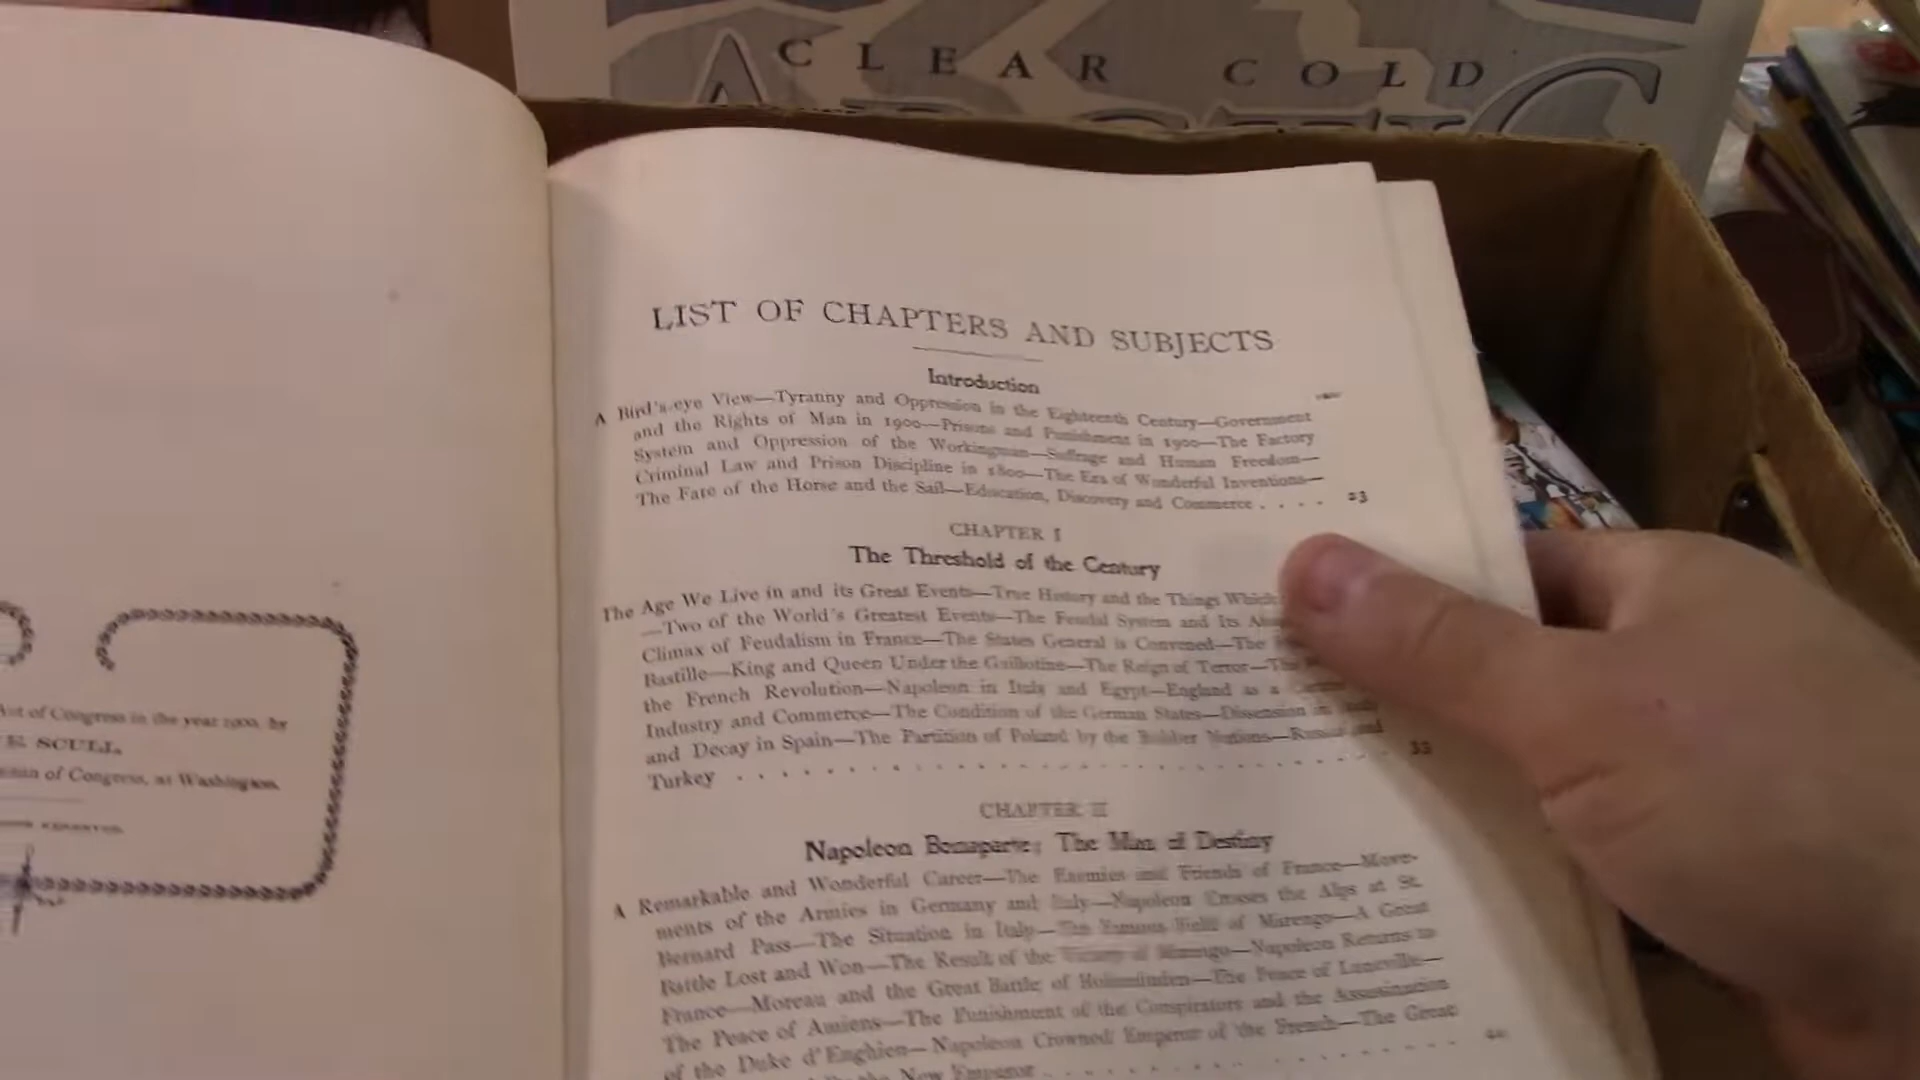 CLEAR COLD
Act of Congress in the year 1900, by
SCULL,
of Congress, at Washington.
LIST OF CHAPTERS AND SUBJECTS
Introduction
A Bird's-eye View—Tyranny and Oppression in the Eighteenth Century—Government
and the Rights of Man in 1900—Prisons and Punishment in 1900—The Factory
System and Oppression of the Workingman—Suffrage and Human Freedom—
Criminal Law and Prison Discipline in 1800—The Era of Wonderful Inventions—
The Fate of the Horse and the Sail—Education, Discovery and Commerce . . . . 23
CHAPTER I
The Threshold of the Century
The Age We Live in and its Great Events—True History and the Things Which
—Two of the World's Greatest Events—The Feudal System and Its
Climax of Feudalism in France—The States General is Convened—The
Bastille—King and Queen Under the Guillotine—The Reign of Terror—The
the French Revolution—Napoleon in Italy and Egypt—England as a
Industry and Commerce—The Condition of the German States—Dissension in
and Decay in Spain—The Partition of Poland by the Robber Nations—Russia and
Turkey . . . . . . . . . . . . . . . . . . . . 33
CHAPTER II
Napoleon Bonaparte; The Man of Destiny
A Remarkable and Wonderful Career—The Enemies and Friends of France—Move-
ments of the Armies in Germany and Italy—Napoleon Crosses the Alps at St.
Bernard Pass—The Situation in Italy—The Famous Field of Marengo—A Great
Battle Lost and Won—The Result of the Victory of Marengo—Napoleon Returns to
France—Moreau and the Great Battle of Hohenlinden—The Peace of Luneville—
The Peace of Amiens—The Punishment of the Conspirators and the Assassination
of the Duke d'Enghien—Napoleon Crowned Emperor of the French—The Great
the New Emperor . . . . . . . . . . . .